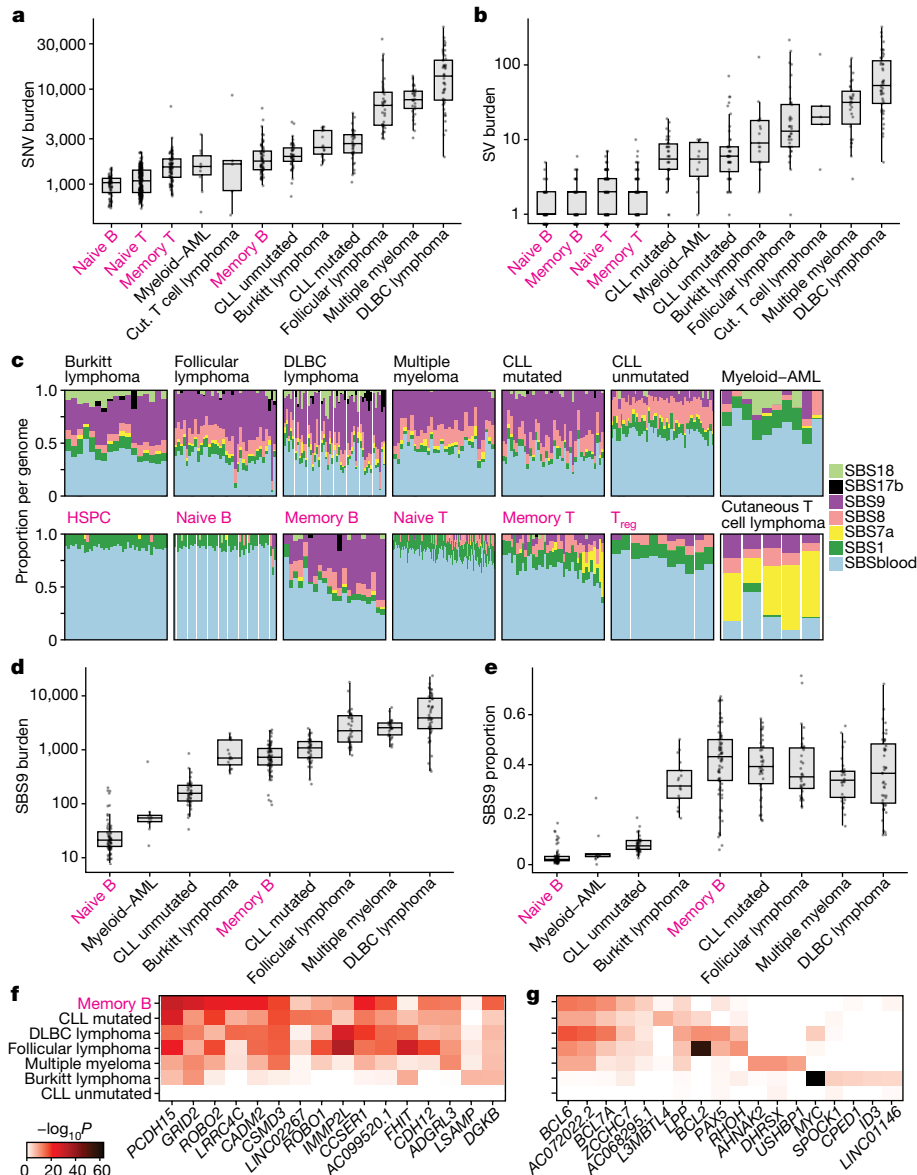 a
SNV burden
30,000
10,000
3,000
1,000
Naive B
Naive T
Memory T
Myeloid–AML
Cut. T cell lymphoma
Memory B
CLL unmutated
Burkitt lymphoma
CLL mutated
Follicular lymphoma
Multiple myeloma
DLBC lymphoma
b
SV burden
100
10
1
Naive B
Memory B
Naive T
Memory T
CLL mutated
Myeloid–AML
CLL unmutated
Burkitt lymphoma
Follicular lymphoma
Cut. T cell lymphoma
Multiple myeloma
DLBC lymphoma
c
Proportion per genome
Burkitt
lymphoma
Follicular
lymphoma
DLBC
lymphoma
Multiple
myeloma
CLL
mutated
CLL
unmutated
Myeloid–AML
1.0
0.5
0
HSPC
Naive B
Memory B
Naive T
Memory T
Treg
Cutaneous T
cell lymphoma
1.0
0.5
0
SBS18
SBS17b
SBS9
SBS8
SBS7a
SBS1
SBSblood
d
SBS9 burden
10,000
1,000
100
10
Naive B
Myeloid–AML
CLL unmutated
Burkitt lymphoma
Memory B
CLL mutated
Follicular lymphoma
Multiple myeloma
DLBC lymphoma
e
SBS9 proportion
0.6
0.4
0.2
0
Naive B
Myeloid–AML
CLL unmutated
Burkitt lymphoma
Memory B
CLL mutated
Follicular lymphoma
Multiple myeloma
DLBC lymphoma
f
Memory B
CLL mutated
DLBC lymphoma
Follicular lymphoma
Multiple myeloma
Burkitt lymphoma
CLL unmutated
PCDH15
GRID2
ROBO2
LRRC4C
CADM2
CSMD3
LINC02267
ROBO1
IMMP2L
CCSER1
AC099520.1
FHIT
CDH12
ADGRL3
LSAMP
DGKB
–log10P
0 20 40 60
g
BCL6
AC072022.2
BCL7A
ZCCHC7
AC068295.1
L3MBTL4
LPP
BCL2
PAX5
RHOH
AHNAK2
DHRSX
USHBP1
MYC
SPOCK1
CPED1
ID3
LINC01146